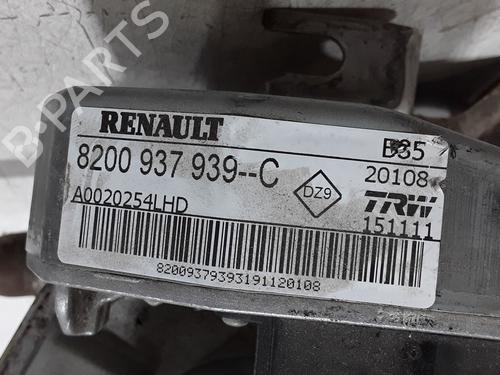 RENAULT B35
8200 937 939--C 20108
DZ9
A0020254LHD TRW
151111
82009379393191120108
B-PARTS